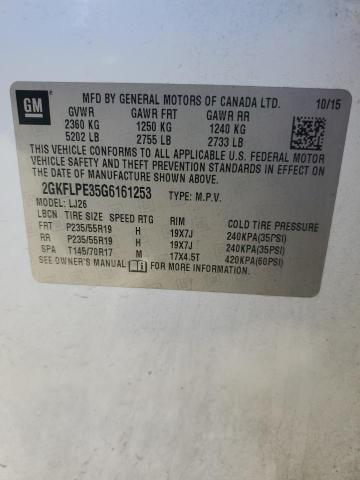 GM
MFD BY GENERAL MOTORS OF CANADA LTD. 10/15
GVWR GAWR FRT GAWR RR
2360 KG 1250 KG 1240 KG
5202 LB 2755 LB 2733 LB
THIS VEHICLE CONFORMS TO ALL APPLICABLE U.S. FEDERAL MOTOR
VEHICLE SAFETY AND THEFT PREVENTION STANDARDS IN EFFECT ON
THE DATE OF MANUFACTURE SHOWN ABOVE.
2GKFLPE35G6161253 TYPE: M.P.V.
MODEL: LJ26
LBCN TIRE SIZE SPEED RTG RIM COLD TIRE PRESSURE
FRT P235/55R19 H 19X7J 240KPA(35PSI)
RR P235/55R19 H 19X7J 240KPA(35PSI)
SPA T145/70R17 M 17X4.5T 420KPA(60PSI)
SEE OWNER'S MANUAL FOR MORE INFORMATION.